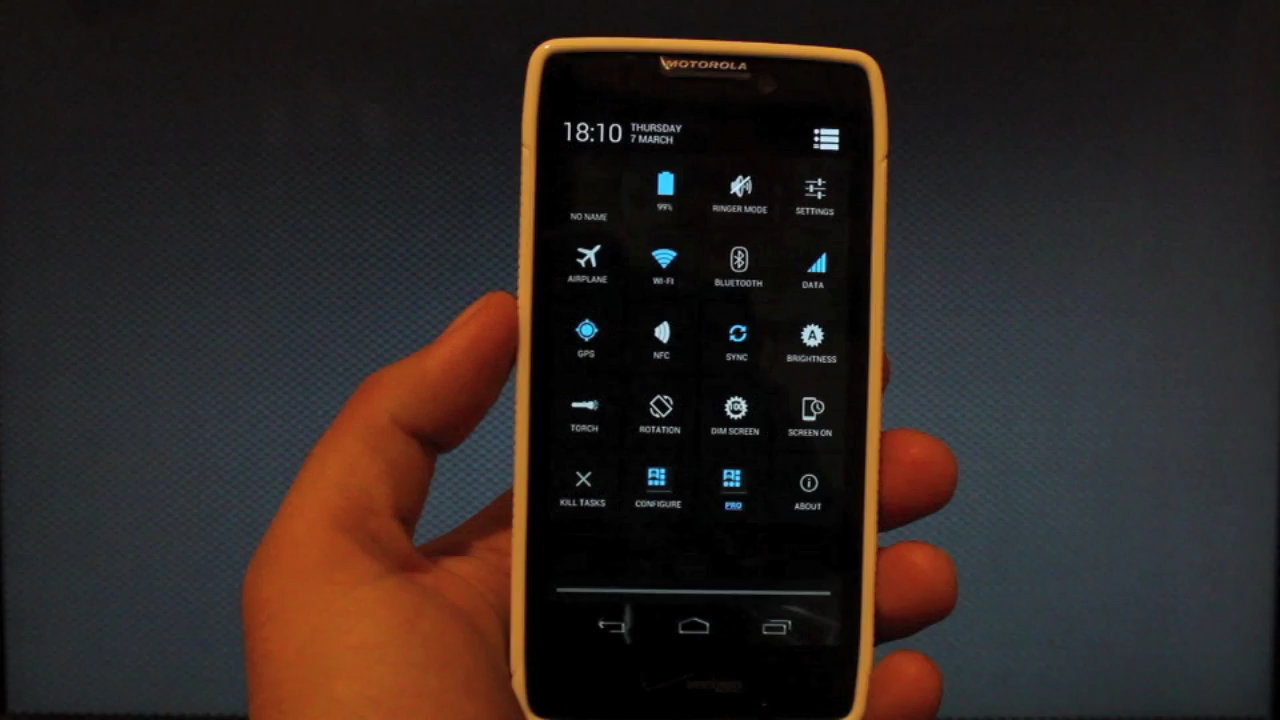 MOTOROLA
18:10 THURSDAY
7 MARCH
NO NAME
99%
RINGER MODE
SETTINGS
AIRPLANE
WI-FI
BLUETOOTH
DATA
GPS
NFC
SYNC
A
BRIGHTNESS
TORCH
ROTATION
100
DIM SCREEN
SCREEN ON
KILL TASKS
CONFIGURE
PRO
ABOUT